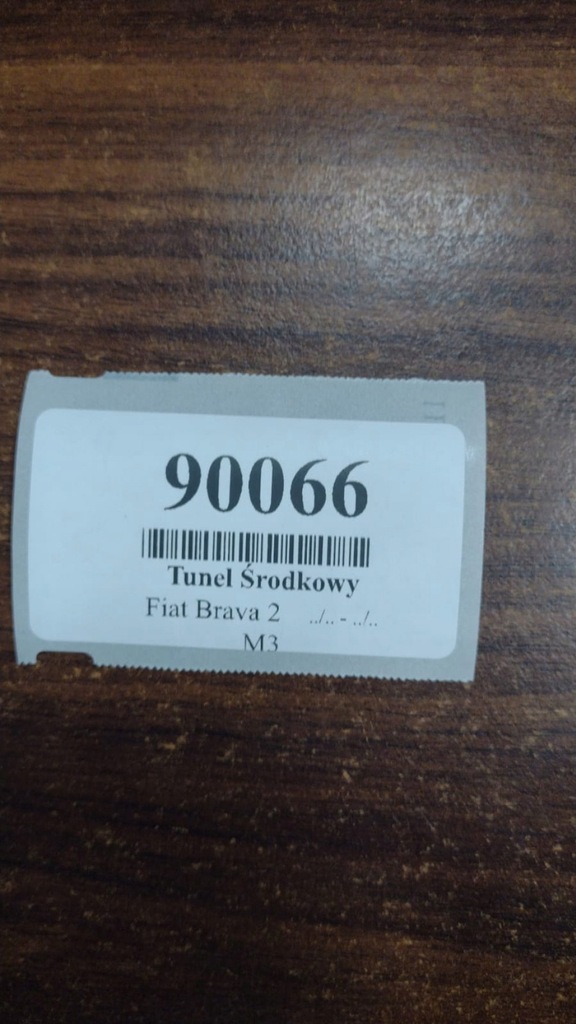 90066
Tunel Środkowy
Fiat Brava 2 ../.. - ../..
M3